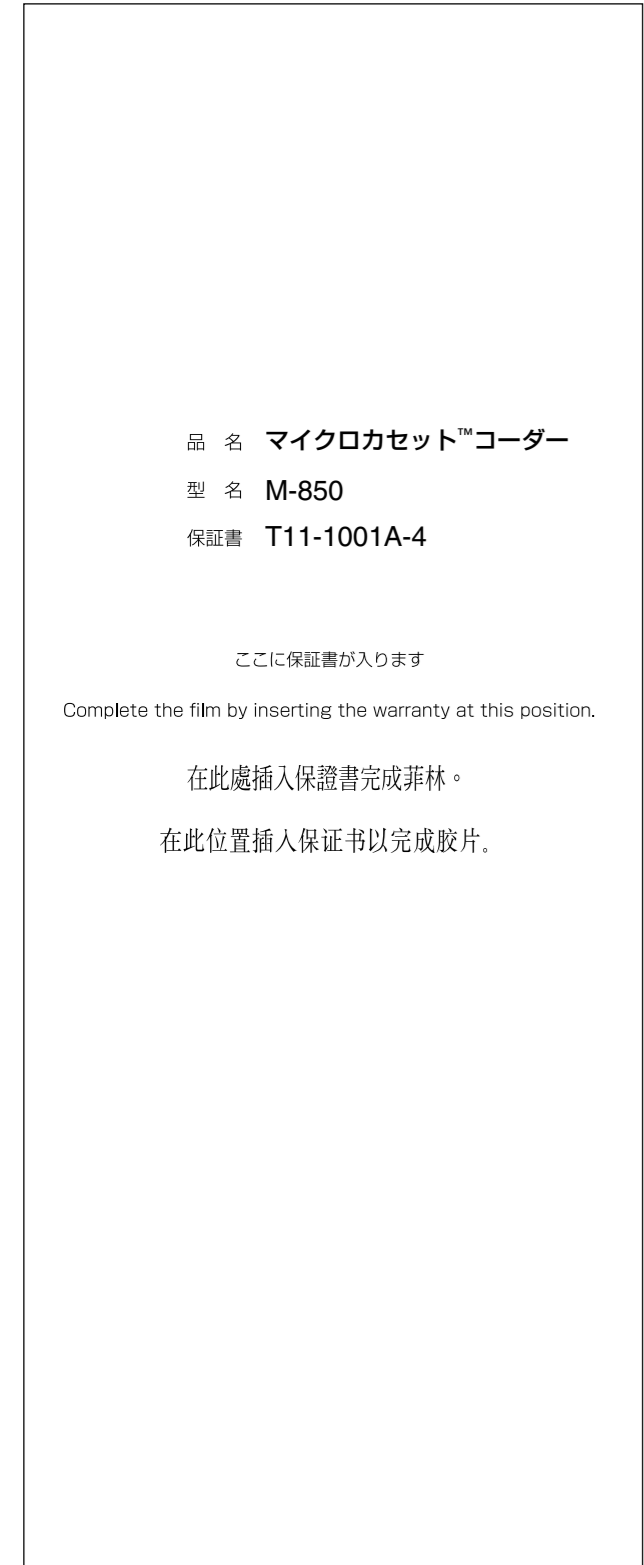 品 名 マイクロカセット™コーダー
型 名 M-850
保証書 T11-1001A-4
ここに保証書が入ります
Complete the film by inserting the warranty at this position.
在此處插入保證書完成菲林。
在此位置插入保证书以完成胶片。